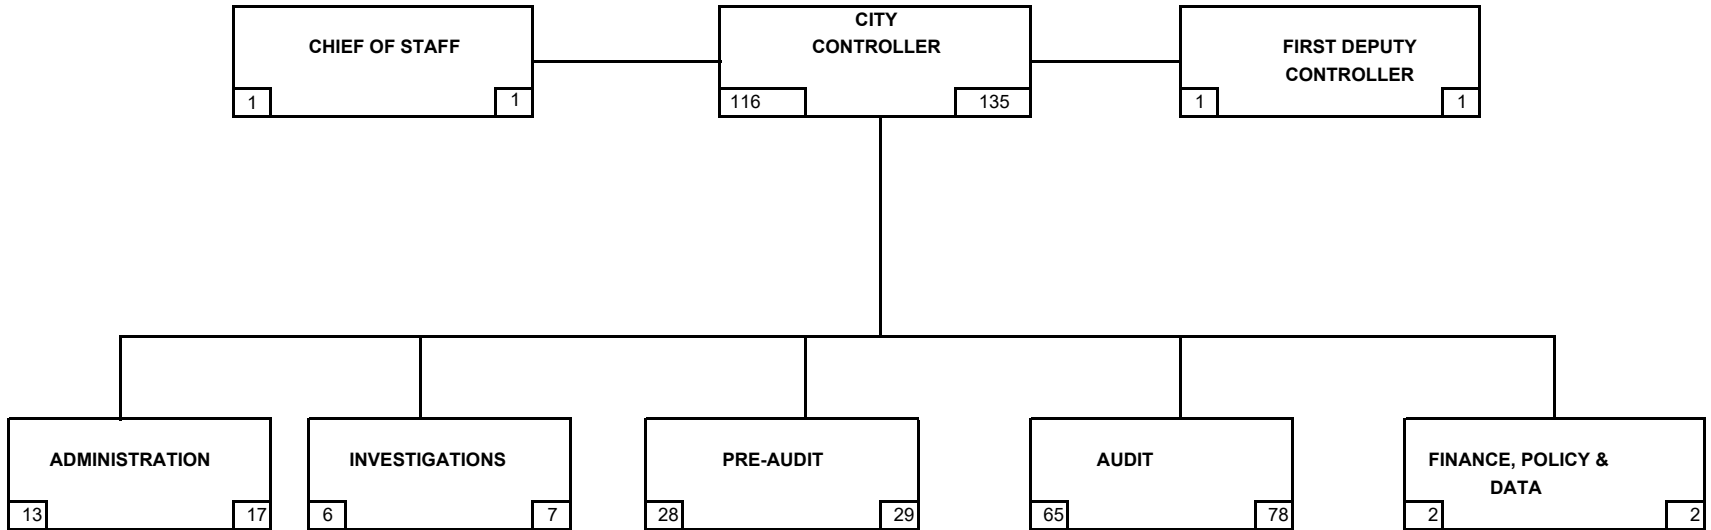 CHIEF OF STAFF
1 1
CITY
CONTROLLER
116 135
FIRST DEPUTY
CONTROLLER
1 1
ADMINISTRATION
13 17
INVESTIGATIONS
6 7
PRE-AUDIT
28 29
AUDIT
65 78
FINANCE, POLICY &
DATA
2 2